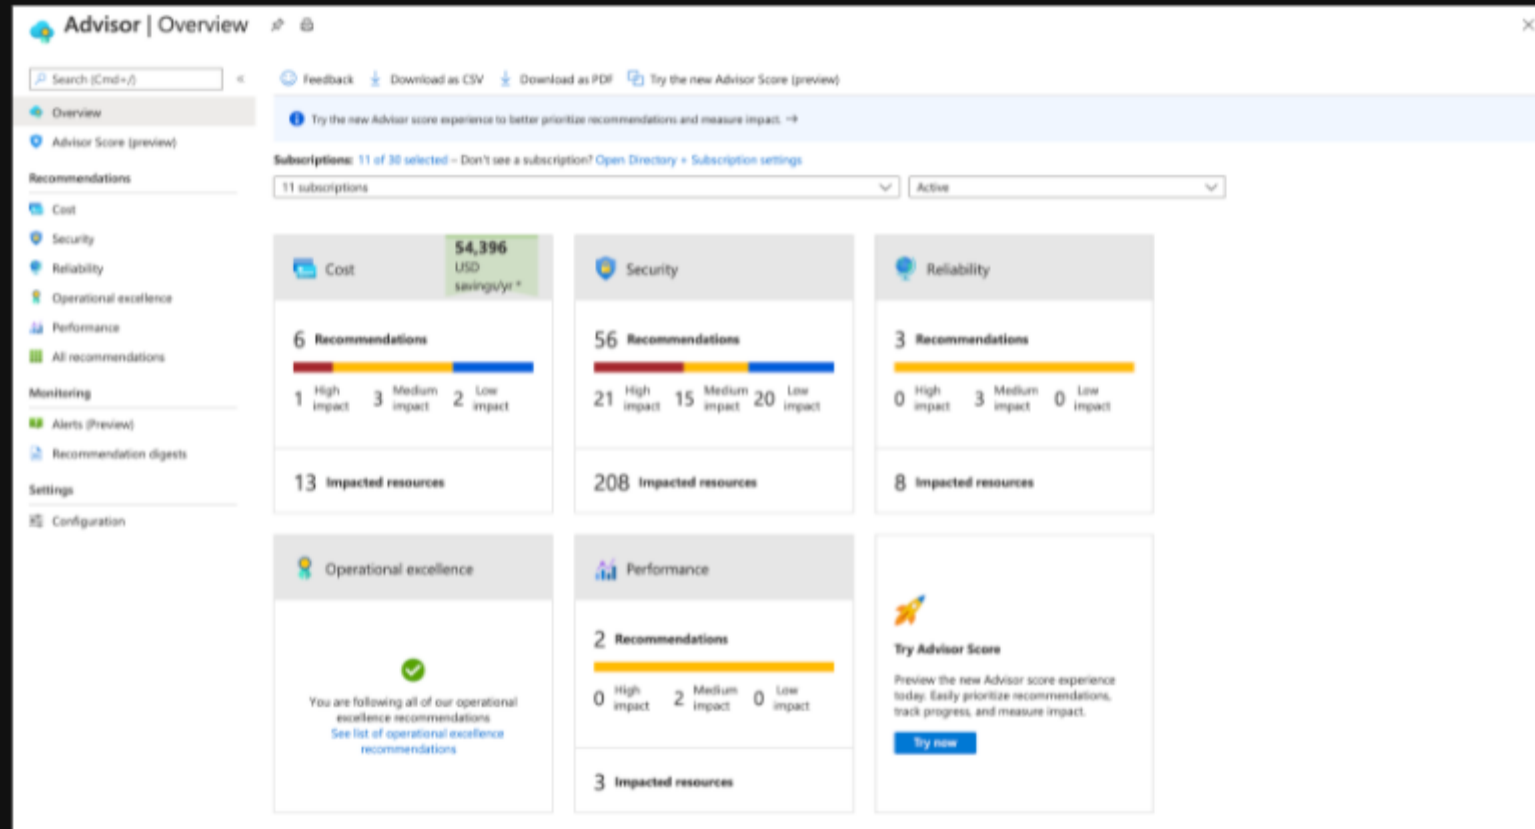 Advisor | Overview
Search (Cmd+/)
«
Overview
Advisor Score (preview)
Recommendations
Cost
Security
Reliability
Operational excellence
Performance
All recommendations
Monitoring
Alerts (Preview)
Recommendation digests
Settings
Configuration
Feedback Download as CSV Download as PDF Try the new Advisor Score (preview)
Try the new Advisor score experience to better prioritize recommendations and measure impact. →
Subscriptions: 11 of 30 selected – Don't see a subscription? Open Directory + Subscription settings
11 subscriptions
Active
Cost
54,396
USD
savings/yr *
6 Recommendations
1 High impact 3 Medium impact 2 Low impact
13 Impacted resources
Security
56 Recommendations
21 High impact 15 Medium impact 20 Low impact
208 Impacted resources
Reliability
3 Recommendations
0 High impact 3 Medium impact 0 Low impact
8 Impacted resources
Operational excellence
You are following all of our operational
excellence recommendations
See list of operational excellence
recommendations
Performance
2 Recommendations
0 High impact 2 Medium impact 0 Low impact
3 Impacted resources
Try Advisor Score
Preview the new Advisor score experience
today. Easily prioritize recommendations,
track progress, and measure impact.
Try now